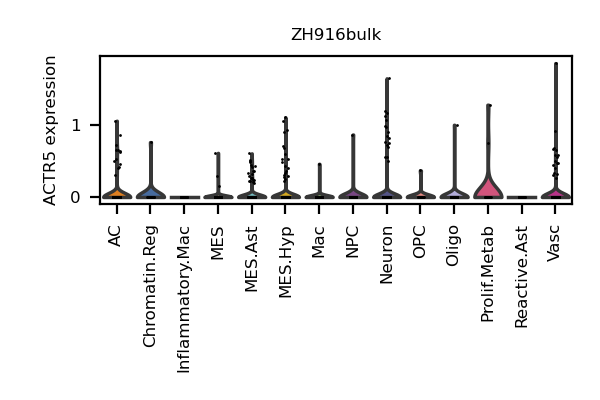 ZH916bulk
ACTR5 expression
1
0
AC
Chromatin.Reg
Inflammatory.Mac
MES
MES.Ast
MES.Hyp
Mac
NPC
Neuron
OPC
Oligo
Prolif.Metab
Reactive.Ast
Vasc